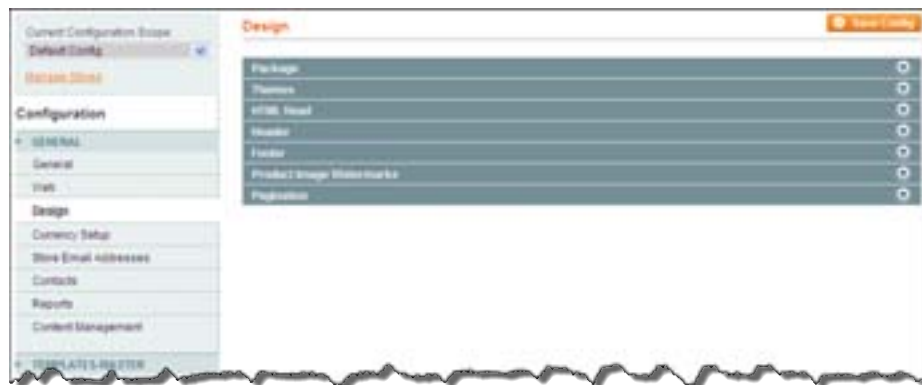 Current Configuration Scope
Default Config
Manage Stores
Configuration
GENERAL
General
Web
Design
Currency Setup
Store Email Addresses
Contacts
Reports
Content Management
TEMPLATES-MASTER
Design
Save Config
Package
Themes
HTML Head
Header
Footer
Product Image Watermarks
Pagination